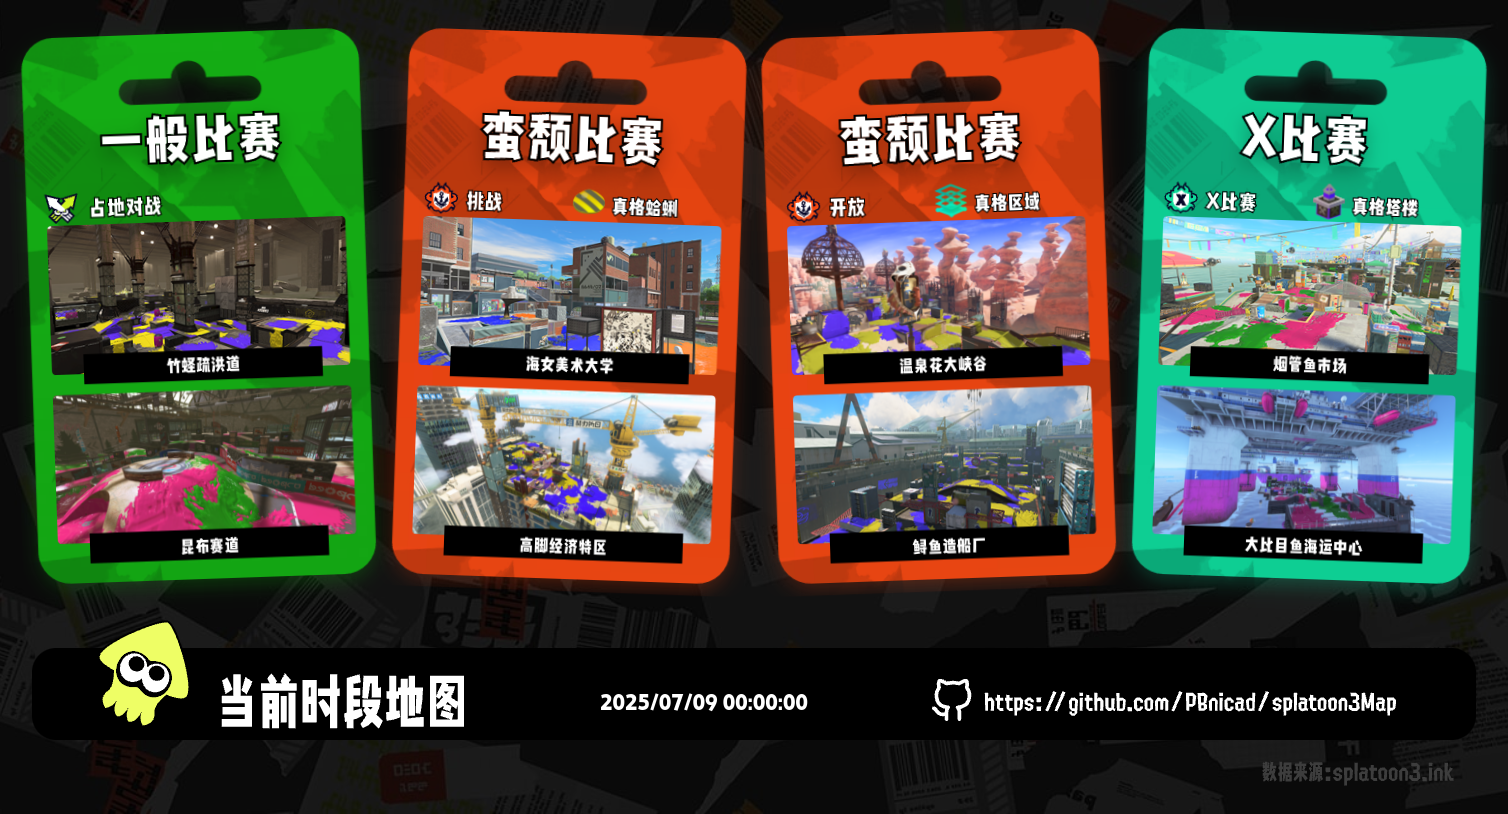 一般比赛
占地对战
竹蛏疏洪道
昆布赛道
蛮颓比赛
挑战
真格蛤蜊
海女美术大学
高脚经济特区
蛮颓比赛
开放
真格区域
温泉花大峡谷
鲟鱼造船厂
X比赛
X比赛
真格塔楼
烟管鱼市场
大比目鱼海运中心
当前时段地图
2025/07/09 00:00:00
https://github.com/PBnicad/splatoon3Map
数据来源:splatoon3.ink